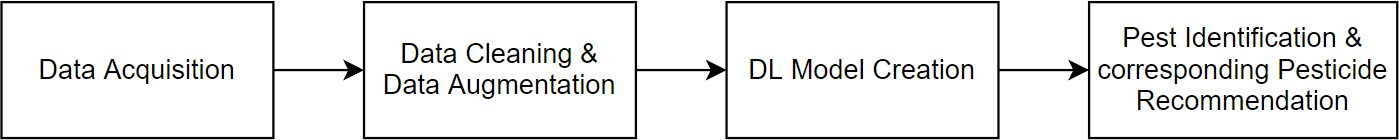 Data Acquisition
Data Cleaning &
Data Augmentation
DL Model Creation
Pest Identification &
corresponding Pesticide
Recommendation